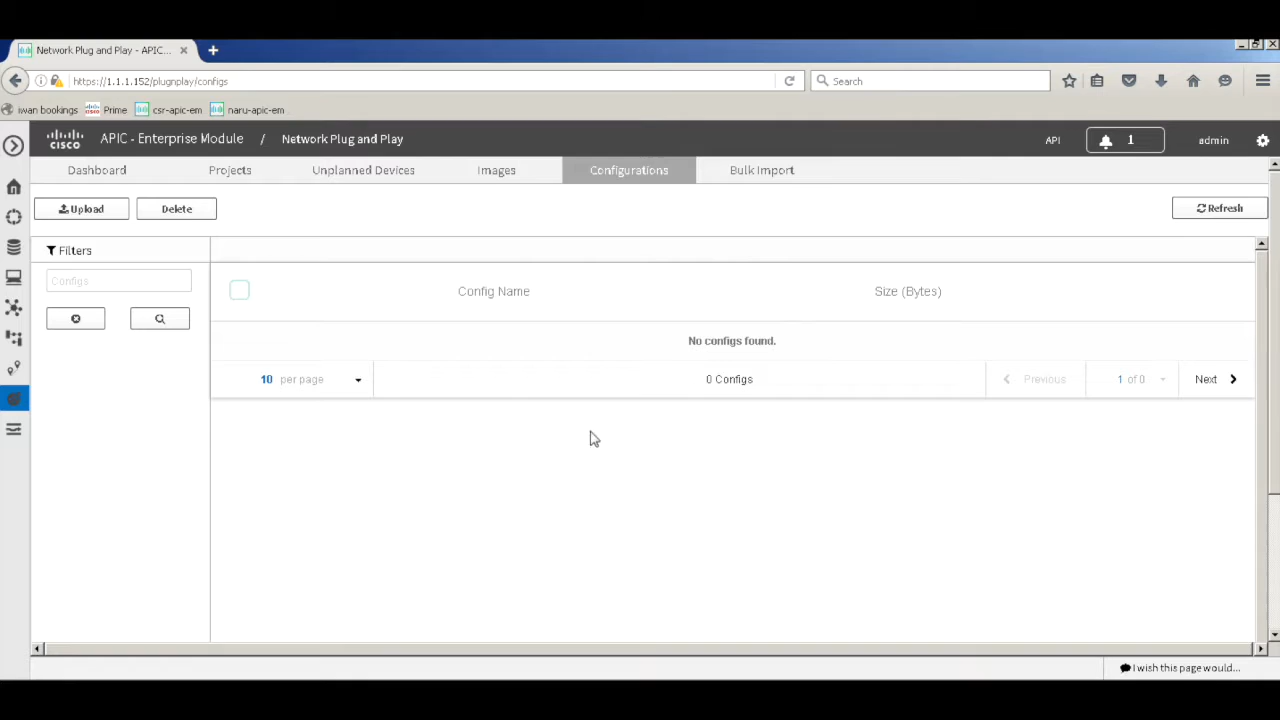 Network Plug and Play - APIC...
https://1.1.1.152/plugnplay/configs
Search
iwan bookings Prime csr-apic-em naru-apic-em
CISCO APIC - Enterprise Module / Network Plug and Play API 1 admin
Dashboard Projects Unplanned Devices Images Configurations Bulk Import
Upload Delete Refresh
Filters
Configs
Config Name Size (Bytes)
No configs found.
10 per page 0 Configs Previous 1 of 0 Next
I wish this page would...